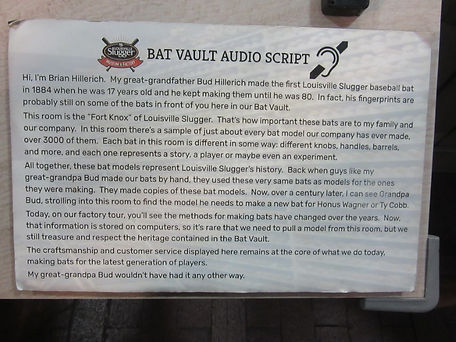 Louisville
Slugger
MUSEUM & FACTORY
BAT VAULT AUDIO SCRIPT
Hi, I'm Brian Hillerich. My great-grandfather Bud Hillerich made the first Louisville Slugger baseball bat
in 1884 when he was 17 years old and he kept making them until he was 80. In fact, his fingerprints are
probably still on some of the bats in front of you here in our Bat Vault.
This room is the "Fort Knox" of Louisville Slugger. That's how important these bats are to my family and
our company. In this room there's a sample of just about every bat model our company has ever made,
over 3000 of them. Each bat in this room is different in some way: different knobs, handles, barrels,
and more, and each one represents a story, a player or maybe even an experiment.
All together, these bat models represent Louisville Slugger's history. Back when guys like my
great-grandpa Bud made our bats by hand, they used these very same bats as models for the ones
they were making. They made copies of these bat models. Now, over a century later, I can see Grandpa
Bud, strolling into this room to find the model he needs to make a new bat for Honus Wagner or Ty Cobb.
Today, on our factory tour, you'll see the methods for making bats have changed over the years. Now,
that information is stored on computers, so it's rare that we need to pull a model from this room, but we
still treasure and respect the heritage contained in the Bat Vault.
The craftsmanship and customer service displayed here remains at the core of what we do today,
making bats for the latest generation of players.
My great-grandpa Bud wouldn't have had it any other way.